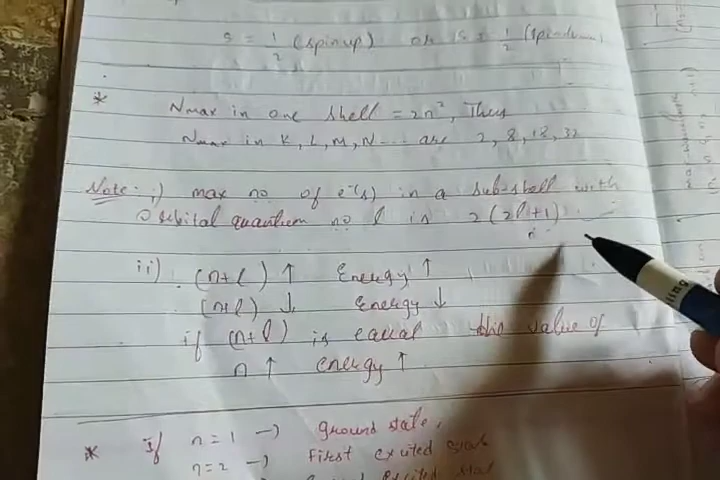 s = 1/2 (spin up) or s = 1/2 (spin down)
* Nmax in one shell = 2n², Thus
Nmax in K, L, M, N... are 2, 8, 18, 32
Note:- i) max no of e⁻(s) in a sub-shell with
Orbital quantum no l is 2(2l+1).
ii) (n+l) ↑ Energy ↑
(n+l) ↓ Energy ↓
if (n+l) is equal the value of
n ↑ energy ↑
* If n = 1 → ground state,
n = 2 → First excited state
excited stat